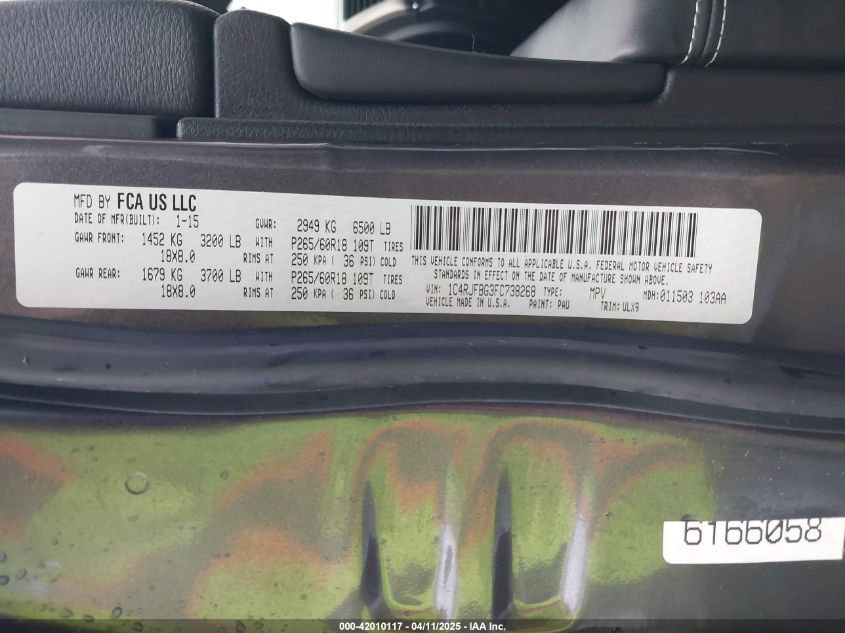 MFD BY FCA US LLC
DATE OF MFR(BUILT): 1-15 GVWR: 2949 KG 6500 LB
GAWR FRONT: 1452 KG 3200 LB WITH P265/60R18 109T TIRES
18X8.0 RIMS AT 250 KPA ( 36 PSI) COLD
GAWR REAR: 1679 KG 3700 LB WITH P265/60R18 109T TIRES
18X8.0 RIMS AT 250 KPA ( 36 PSI) COLD
THIS VEHICLE CONFORMS TO ALL APPLICABLE U.S.A. FEDERAL MOTOR VEHICLE SAFETY
STANDARDS IN EFFECT ON THE DATE OF MANUFACTURE SHOWN ABOVE.
VIN: 1C4RJFBG3FC738268 TYPE: MPV MDH:011503 103AA
VEHICLE MADE IN U.S.A. PAINT: PAU TRIM: ULX9
6166058
000-42010117 - 04/11/2025 - IAA Inc.